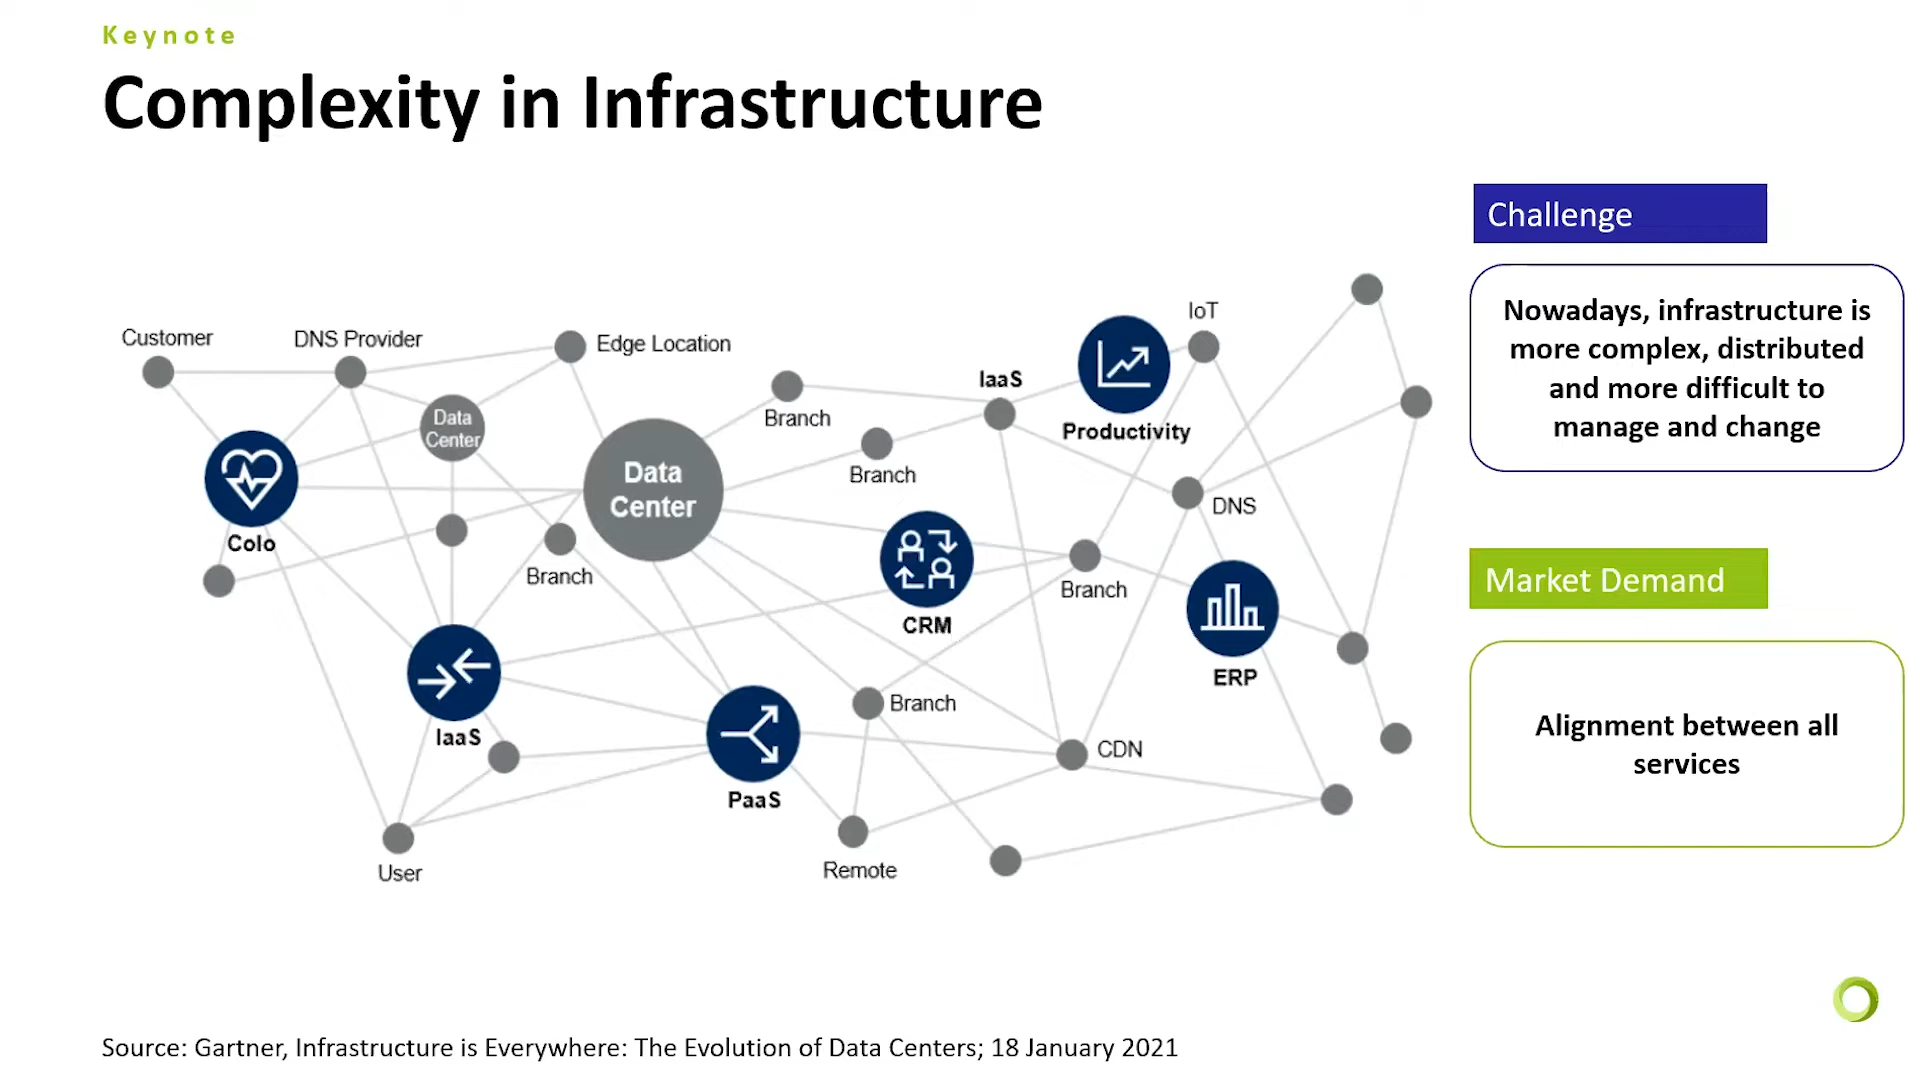 Keynote
Complexity in Infrastructure
Challenge
Nowadays, infrastructure is
more complex, distributed
and more difficult to
manage and change
Market Demand
Alignment between all
services
Customer
DNS Provider
Edge Location
Data
Center
Data
Center
Colo
Branch
Branch
Branch
IaaS
Productivity
IoT
DNS
CRM
Branch
ERP
IaaS
PaaS
Branch
CDN
User
Remote
Source: Gartner, Infrastructure is Everywhere: The Evolution of Data Centers; 18 January 2021